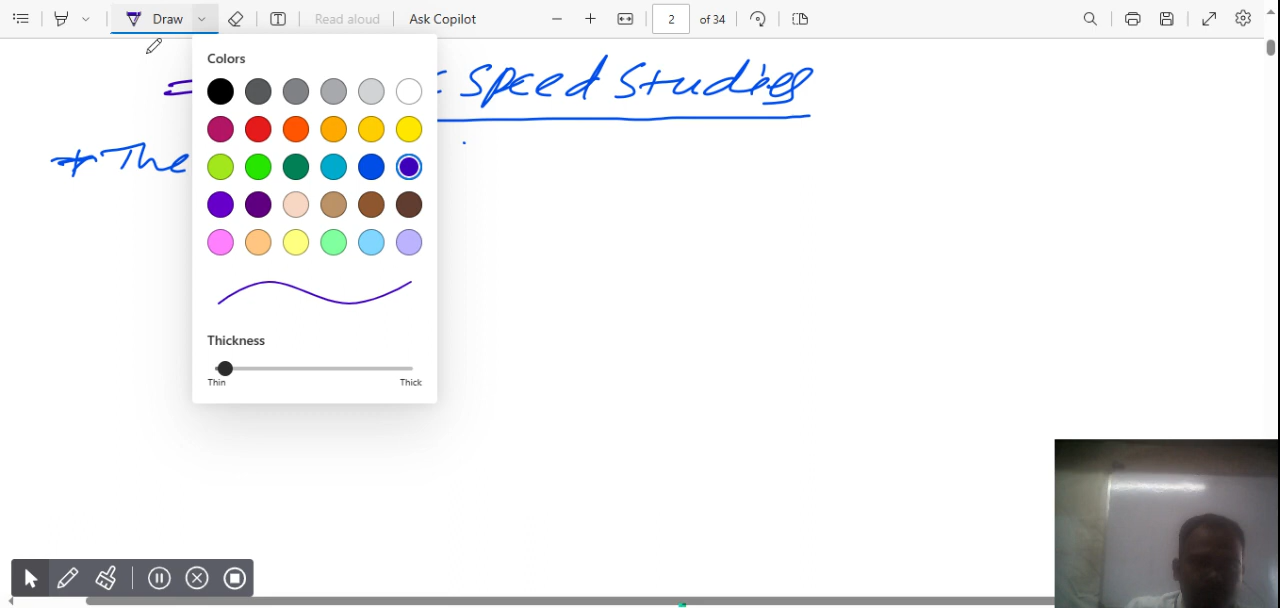 Draw Read aloud Ask Copilot 2 of 34
Colors
= Speed Studies
* The
Thickness
Thin Thick